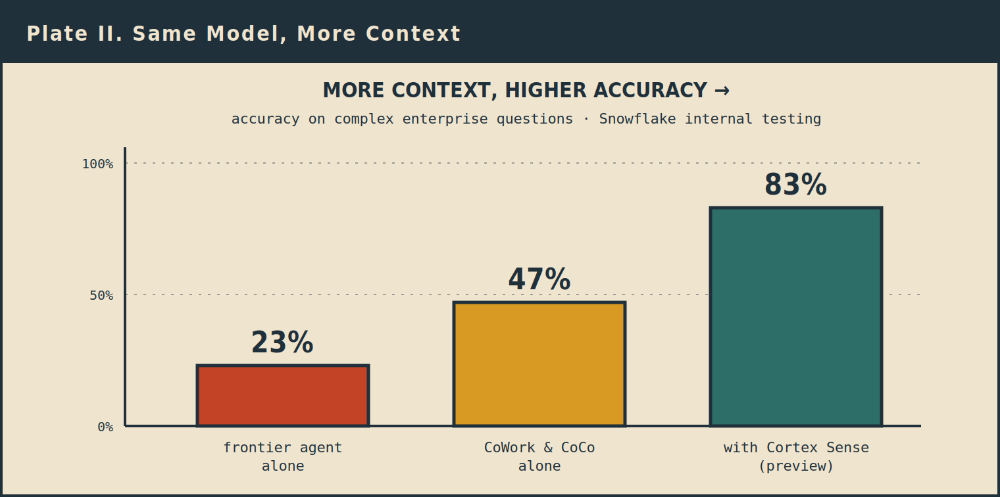 Plate II. Same Model, More Context
MORE CONTEXT, HIGHER ACCURACY →
accuracy on complex enterprise questions · Snowflake internal testing
100%
83%
50%
47%
23%
0%
frontier agent
alone
CoWork & CoCo
alone
with Cortex Sense
(preview)